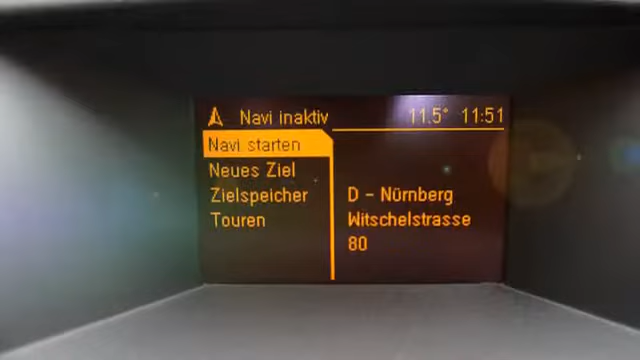 Navi inaktiv 11.5° 11:51
Navi starten
Neues Ziel
Zielspeicher
Touren
D - Nürnberg
Witschelstrasse
80